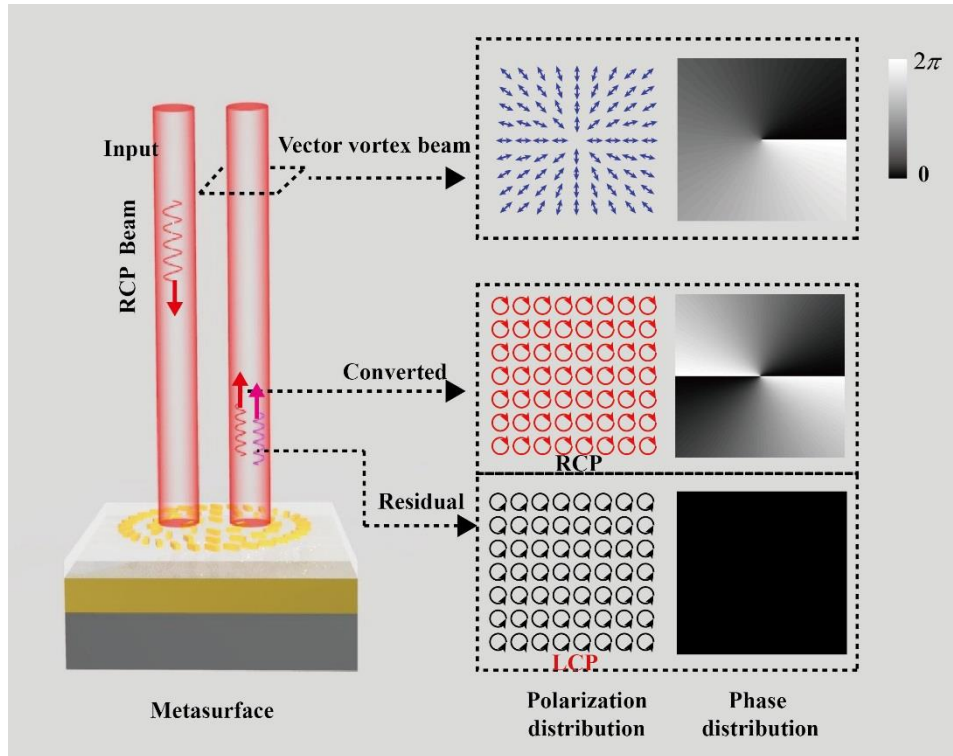 Input
RCP Beam
Vector vortex beam
2π
0
Converted
RCP
Residual
LCP
Metasurface
Polarization
distribution
Phase
distribution